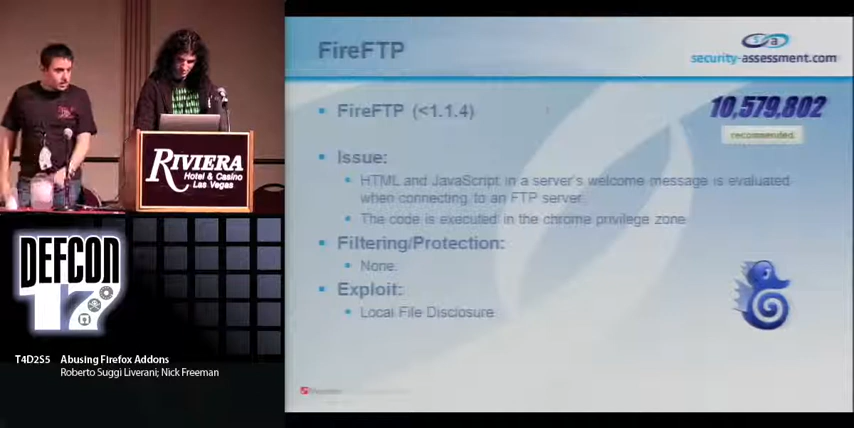 FireFTP
s a
security-assessment.com
FireFTP (<1.1.4)
10,579,802
recommended
Issue:
HTML and JavaScript in a server's welcome message is evaluated
when connecting to an FTP server.
The code is executed in the chrome privilege zone
Filtering/Protection:
None.
Exploit:
Local File Disclosure
RIVIERA
Hotel & Casino
Las Vegas
DEFCON
17
T4D2S5 Abusing Firefox Addons
Roberto Suggi Liverani; Nick Freeman